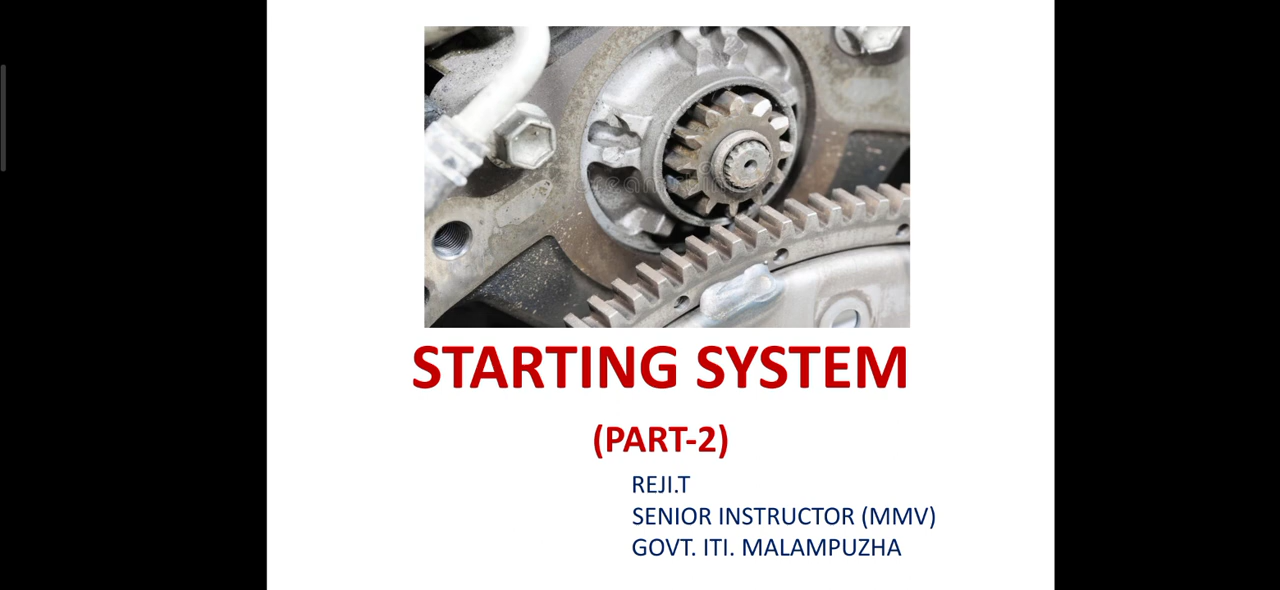 STARTING SYSTEM
(PART-2)
REJI.T
SENIOR INSTRUCTOR (MMV)
GOVT. ITI. MALAMPUZHA